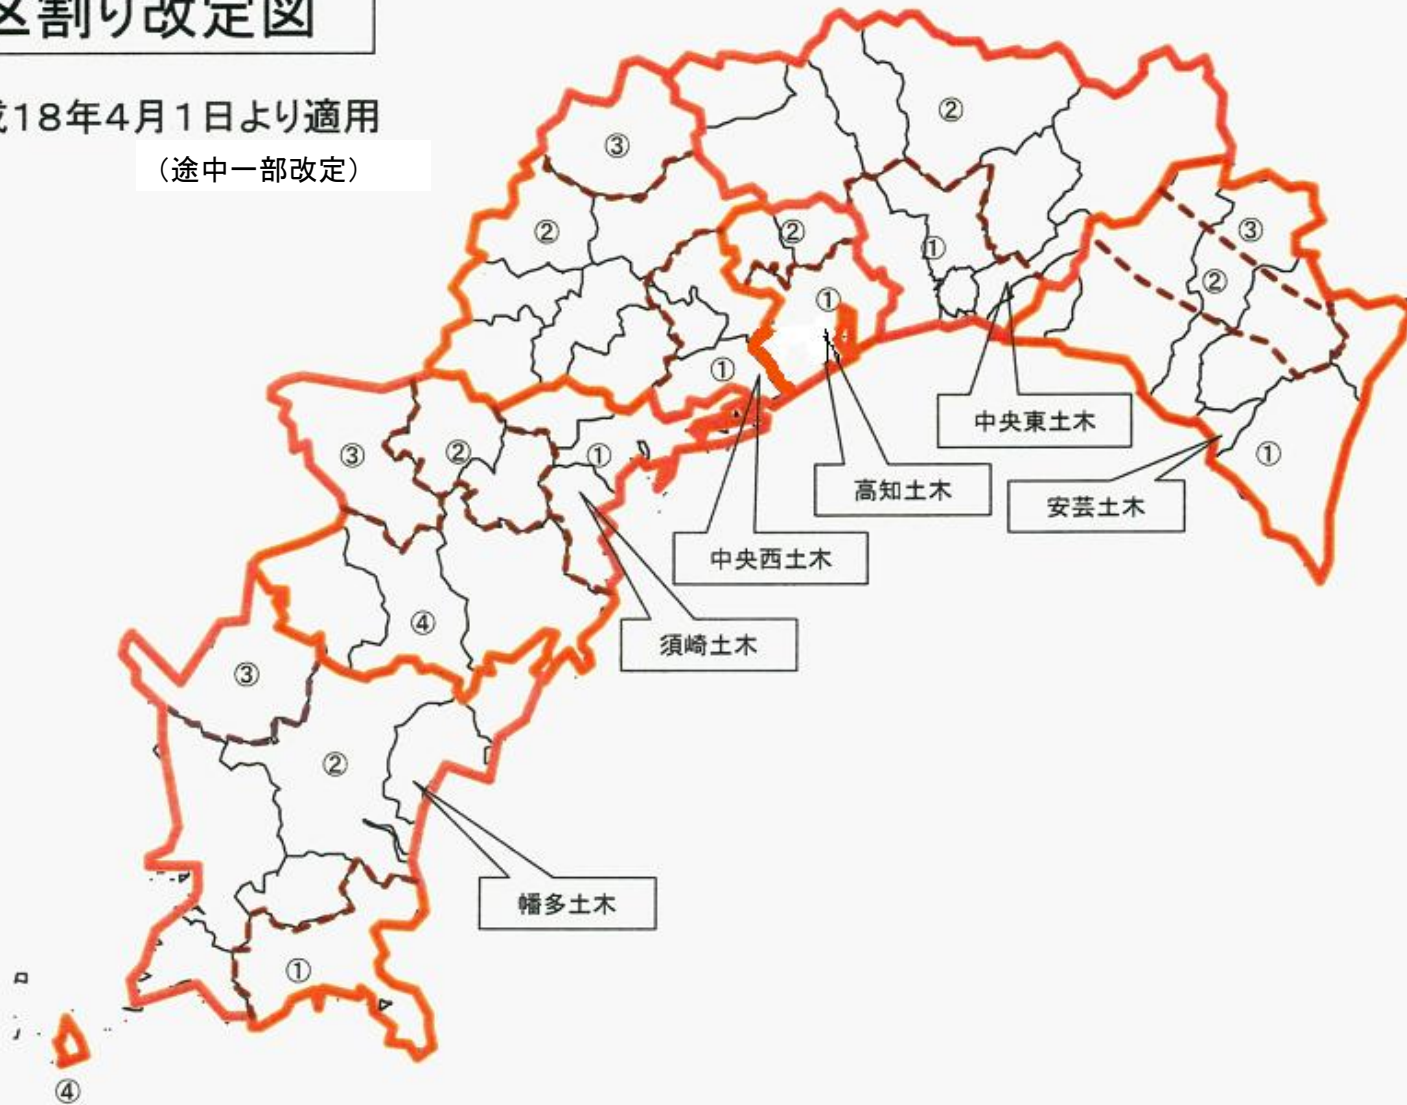 区割り改定図
成18年4月1日より適用
（途中一部改定）
②
③
②
②
③
①
②
①
②
①
中央東土木
③
②
①
①
高知土木
安芸土木
中央西土木
④
須崎土木
③
②
幡多土木
①
④